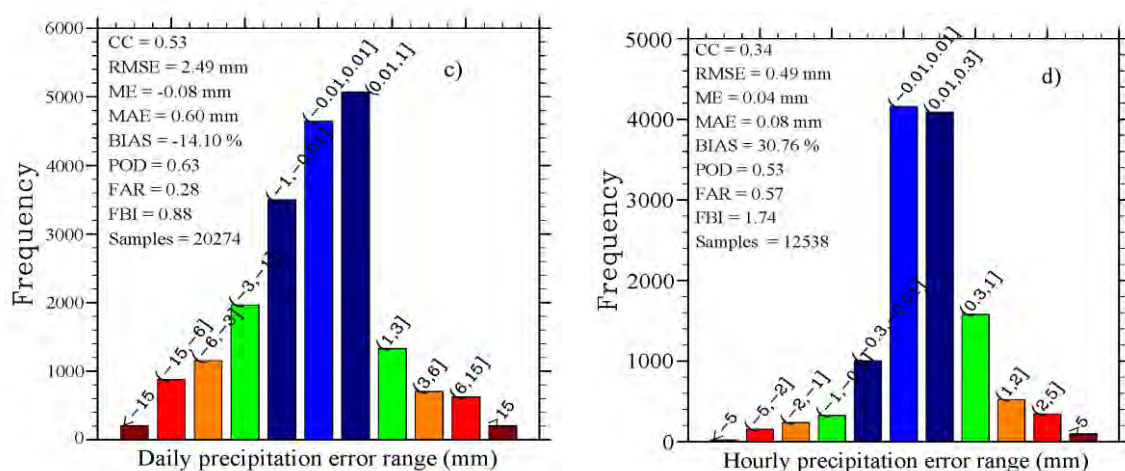 CC = 0.53
RMSE = 2.49 mm
ME = -0.08 mm
MAE = 0.60 mm
BIAS = -14.10 %
POD = 0.63
FAR = 0.28
FBI = 0.88
Samples = 20274
c)
6000
5000
4000
3000
2000
1000
0
Frequency
<-15
(-15,-6]
(-6,-3]
(-3,-1]
(-1,-0.01]
(-0.01,0.01]
(0.01,1]
(1,3]
(3,6]
(6,15]
>15
Daily precipitation error range (mm)
CC = 0.34
RMSE = 0.49 mm
ME = 0.04 mm
MAE = 0.08 mm
BIAS = 30.76 %
POD = 0.53
FAR = 0.57
FBI = 1.74
Samples = 12538
d)
5000
4000
3000
2000
1000
0
Frequency
<-5
(-5,-2]
(-2,-1]
(-0.01,0.01]
(0.01,0.3]
(0.3,1]
(1,2]
(2,5]
>5
Hourly precipitation error range (mm)